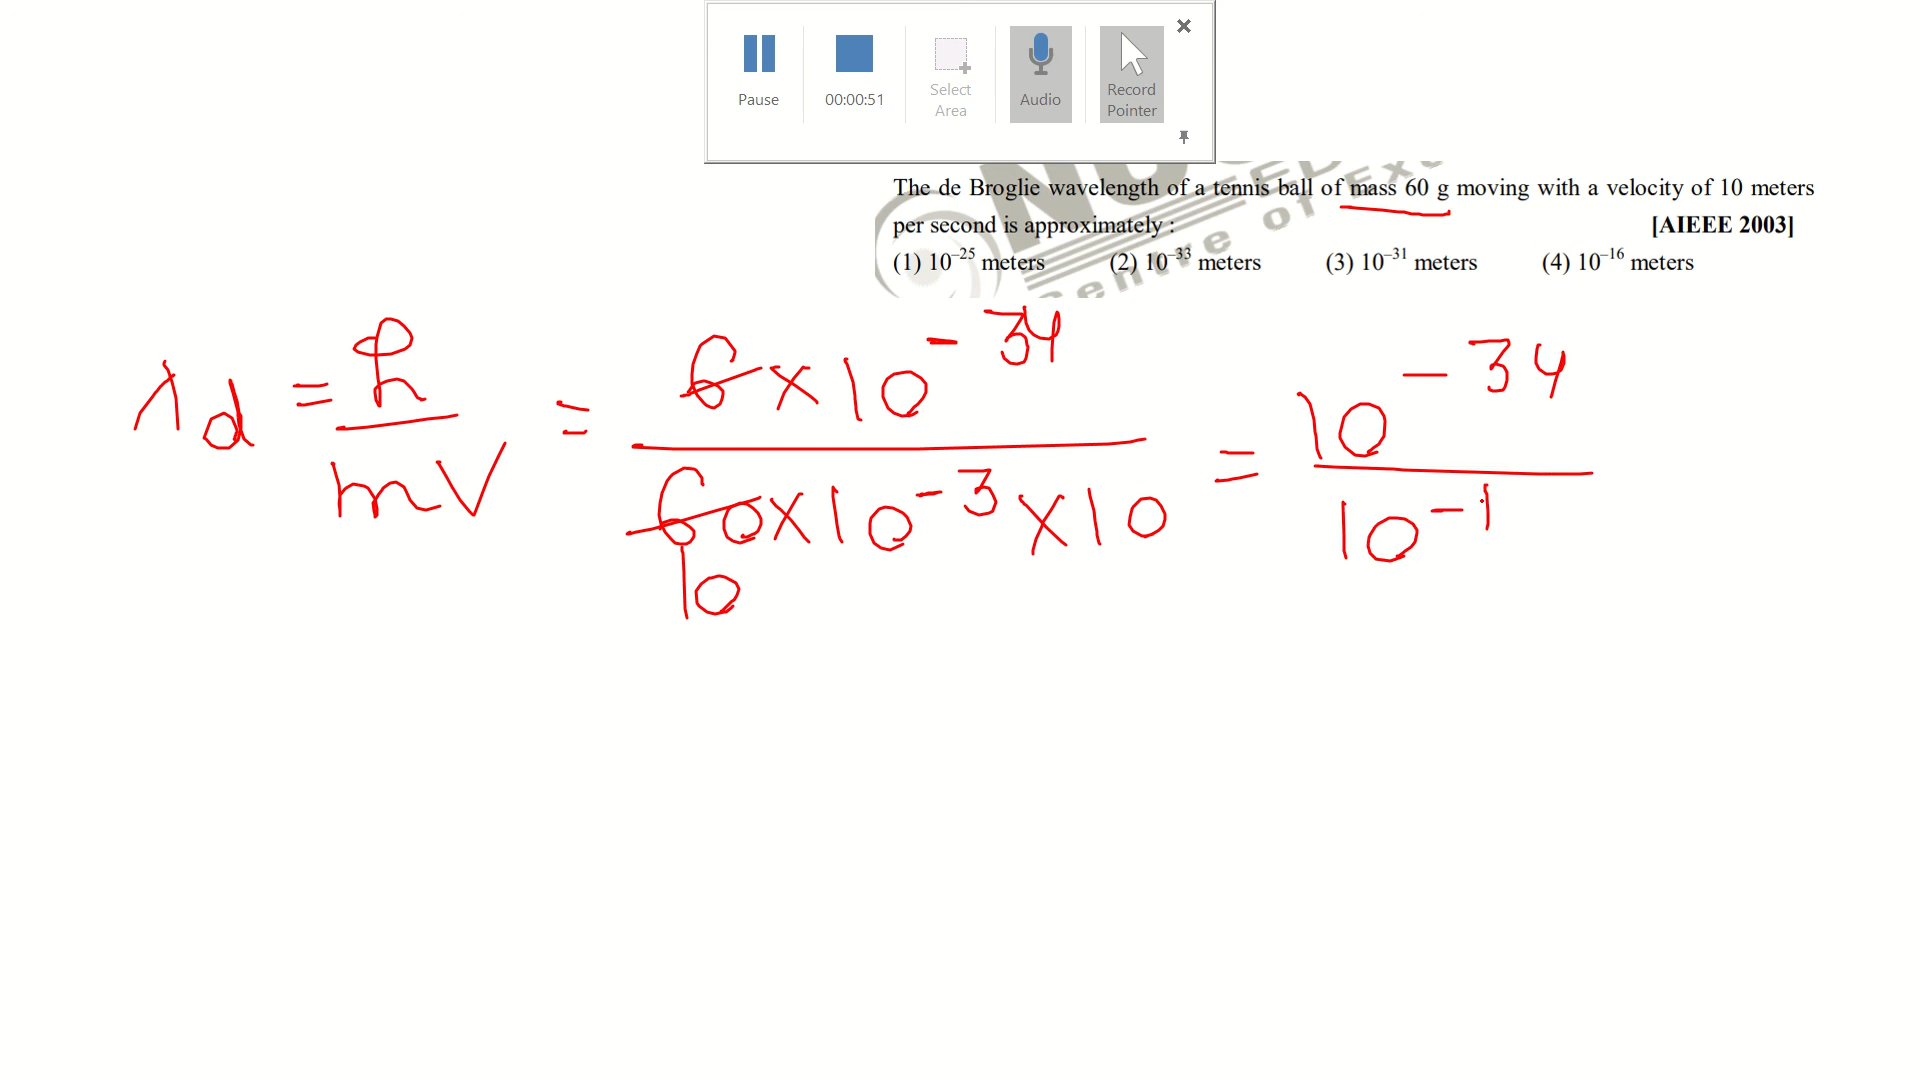 Pause
00:00:51
Select
Area
Audio
Record
Pointer
The de Broglie wavelength of a tennis ball of mass 60 g moving with a velocity of 10 meters
per second is approximately : [AIEEE 2003]
(1) 10⁻²⁵ meters (2) 10⁻³³ meters (3) 10⁻³¹ meters (4) 10⁻¹⁶ meters
λd = h / mV = 6 × 10⁻³⁴ / 60 × 10⁻³ × 10 = 10⁻³⁴ / 10⁻¹
10